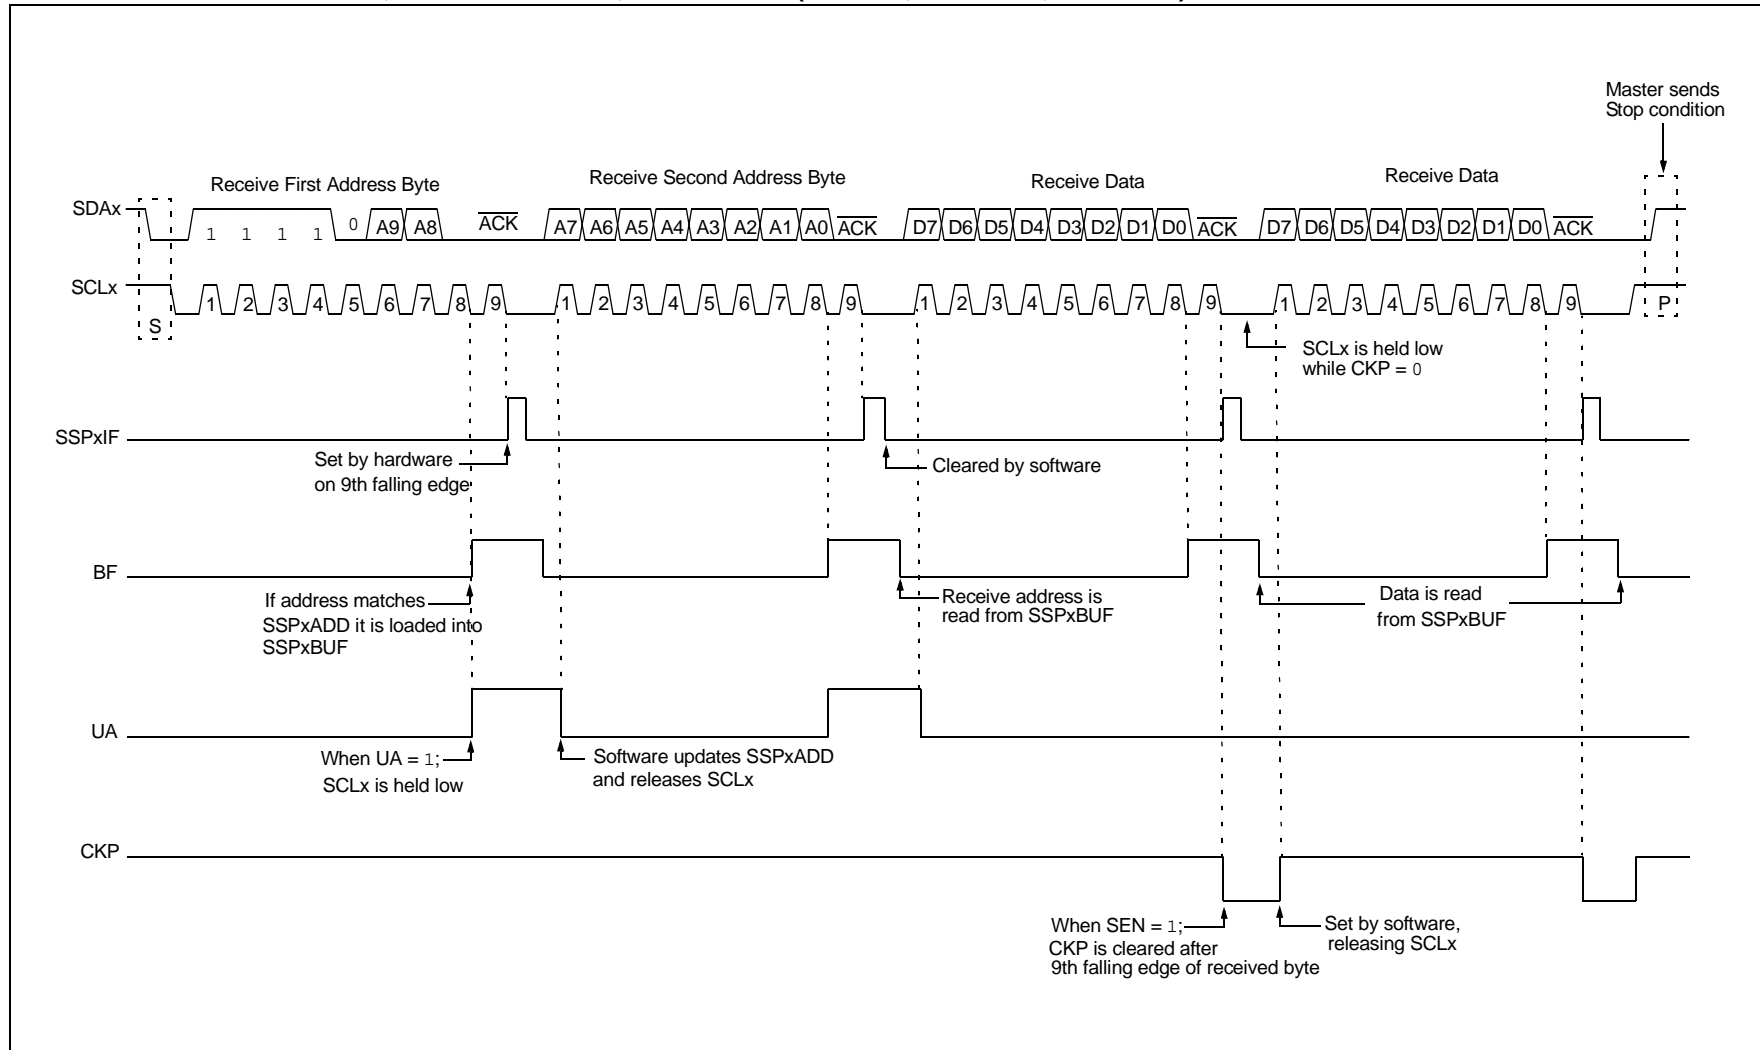 Master sends
Stop condition
Receive First Address Byte
Receive Second Address Byte
Receive Data
Receive Data
SDAx
1 1 1 1 0 A9 A8 ACK A7 A6 A5 A4 A3 A2 A1 A0 ACK D7 D6 D5 D4 D3 D2 D1 D0 ACK D7 D6 D5 D4 D3 D2 D1 D0 ACK
SCLx
1 2 3 4 5 6 7 8 9 1 2 3 4 5 6 7 8 9 1 2 3 4 5 6 7 8 9 1 2 3 4 5 6 7 8 9
S
P
SCLx is held low
while CKP = 0
SSPxIF
Set by hardware
on 9th falling edge
Cleared by software
BF
If address matches
SSPxADD it is loaded into
SSPxBUF
Receive address is
read from SSPxBUF
Data is read
from SSPxBUF
UA
When UA = 1;
SCLx is held low
Software updates SSPxADD
and releases SCLx
CKP
When SEN = 1;
CKP is cleared after
9th falling edge of received byte
Set by software,
releasing SCLx